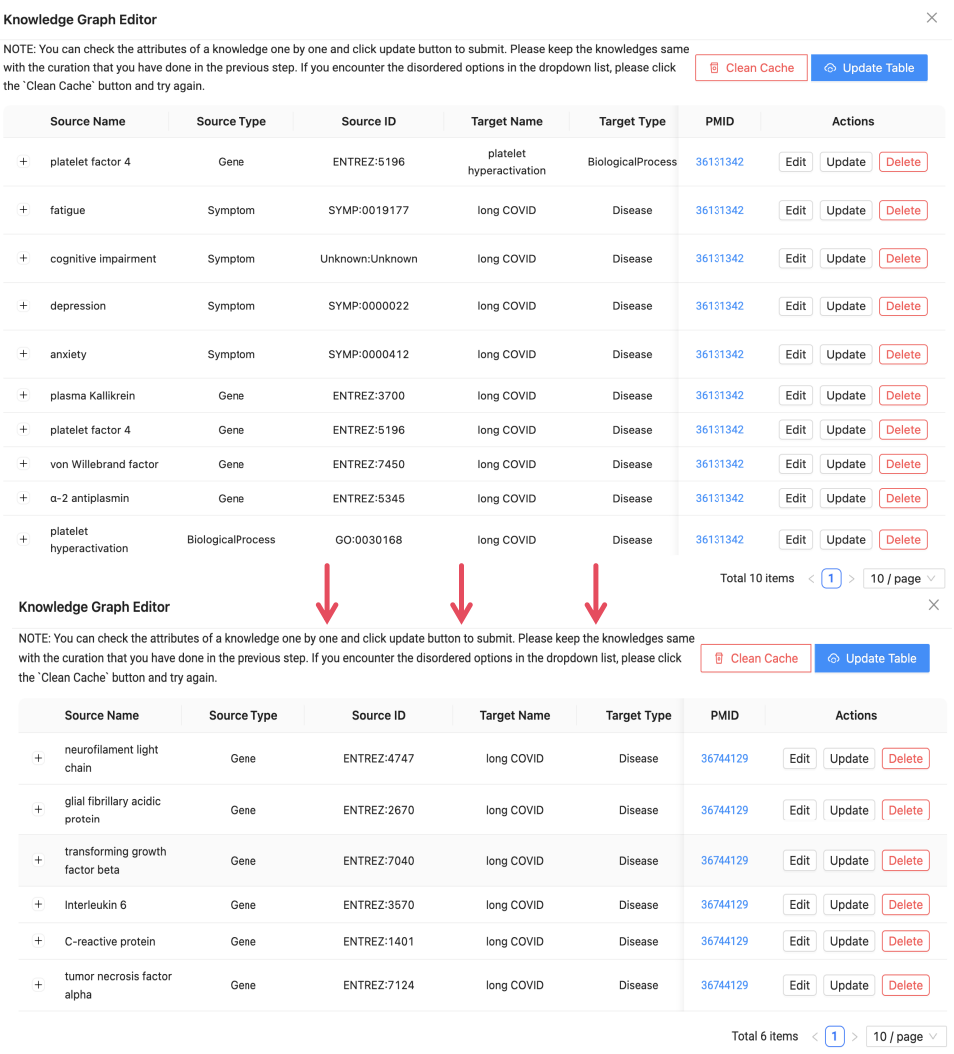 Knowledge Graph Editor
NOTE: You can check the attributes of a knowledge one by one and click update button to submit. Please keep the knowledges same
with the curation that you have done in the previous step. If you encounter the disordered options in the dropdown list, please click
the `Clean Cache` button and try again.
Clean Cache Update Table
Source Name Source Type Source ID Target Name Target Type PMID Actions
+ platelet factor 4 Gene ENTREZ:5196 platelet hyperactivation BiologicalProcess 36131342 Edit Update Delete
+ fatigue Symptom SYMP:0019177 long COVID Disease 36131342 Edit Update Delete
+ cognitive impairment Symptom Unknown:Unknown long COVID Disease 36131342 Edit Update Delete
+ depression Symptom SYMP:0000022 long COVID Disease 36131342 Edit Update Delete
+ anxiety Symptom SYMP:0000412 long COVID Disease 36131342 Edit Update Delete
+ plasma Kallikrein Gene ENTREZ:3700 long COVID Disease 36131342 Edit Update Delete
+ platelet factor 4 Gene ENTREZ:5196 long COVID Disease 36131342 Edit Update Delete
+ von Willebrand factor Gene ENTREZ:7450 long COVID Disease 36131342 Edit Update Delete
+ α-2 antiplasmin Gene ENTREZ:5345 long COVID Disease 36131342 Edit Update Delete
+ platelet hyperactivation BiologicalProcess GO:0030168 long COVID Disease 36131342 Edit Update Delete
Total 10 items < 1 > 10 / page
Knowledge Graph Editor
NOTE: You can check the attributes of a knowledge one by one and click update button to submit. Please keep the knowledges same
with the curation that you have done in the previous step. If you encounter the disordered options in the dropdown list, please click
the `Clean Cache` button and try again.
Clean Cache Update Table
Source Name Source Type Source ID Target Name Target Type PMID Actions
+ neurofilament light chain Gene ENTREZ:4747 long COVID Disease 36744129 Edit Update Delete
+ glial fibrillary acidic protein Gene ENTREZ:2670 long COVID Disease 36744129 Edit Update Delete
+ transforming growth factor beta Gene ENTREZ:7040 long COVID Disease 36744129 Edit Update Delete
+ Interleukin 6 Gene ENTREZ:3570 long COVID Disease 36744129 Edit Update Delete
+ C-reactive protein Gene ENTREZ:1401 long COVID Disease 36744129 Edit Update Delete
+ tumor necrosis factor alpha Gene ENTREZ:7124 long COVID Disease 36744129 Edit Update Delete
Total 6 items < 1 > 10 / page